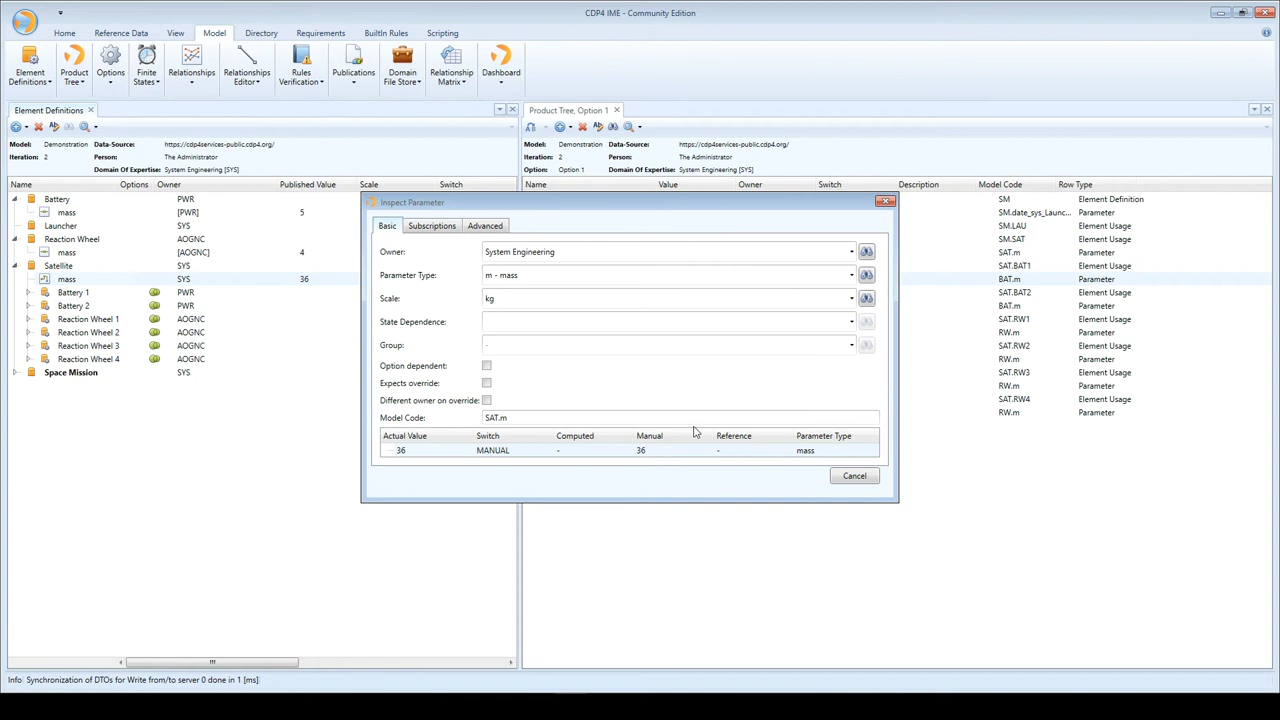 CDP4 IME - Community Edition
Home Reference Data View Model Directory Requirements BuiltIn Rules Scripting
Element Definitions Product Tree Options Finite States Relationships Relationships Editor Rules Verification Publications Domain File Store Relationship Matrix Dashboard
Element Definitions
Model: Demonstration Data-Source: https://cdp4services-public.cdp4.org/
Iteration: 2 Person: The Administrator
Domain Of Expertise: System Engineering [SYS]
Name Options Owner Published Value Scale Switch
Battery PWR
mass [PWR] 5
Launcher SYS
Reaction Wheel AOGNC
mass [AOGNC] 4
Satellite SYS
mass SYS 36
Battery 1 PWR
Battery 2 PWR
Reaction Wheel 1 AOGNC
Reaction Wheel 2 AOGNC
Reaction Wheel 3 AOGNC
Reaction Wheel 4 AOGNC
Space Mission SYS
Product Tree, Option 1
Model: Demonstration Data-Source: https://cdp4services-public.cdp4.org/
Iteration: 2 Person: The Administrator
Option: Option 1 Domain Of Expertise: System Engineering [SYS]
Name Value Owner Switch Description Model Code Row Type
SM Element Definition
SM.date_sys_Launc... Parameter
SM.LAU Element Usage
SM.SAT Element Usage
SAT.m Parameter
SAT.BAT1 Element Usage
BAT.m Parameter
SAT.BAT2 Element Usage
BAT.m Parameter
SAT.RW1 Element Usage
RW.m Parameter
SAT.RW2 Element Usage
RW.m Parameter
SAT.RW3 Element Usage
RW.m Parameter
SAT.RW4 Element Usage
RW.m Parameter
Inspect Parameter
Basic Subscriptions Advanced
Owner: System Engineering
Parameter Type: m - mass
Scale: kg
State Dependence:
Group: -
Option dependent:
Expects override:
Different owner on override:
Model Code: SAT.m
Actual Value Switch Computed Manual Reference Parameter Type
36 MANUAL - 36 - mass
Cancel
Info: Synchronization of DTOs for Write from/to server 0 done in 1 [ms]